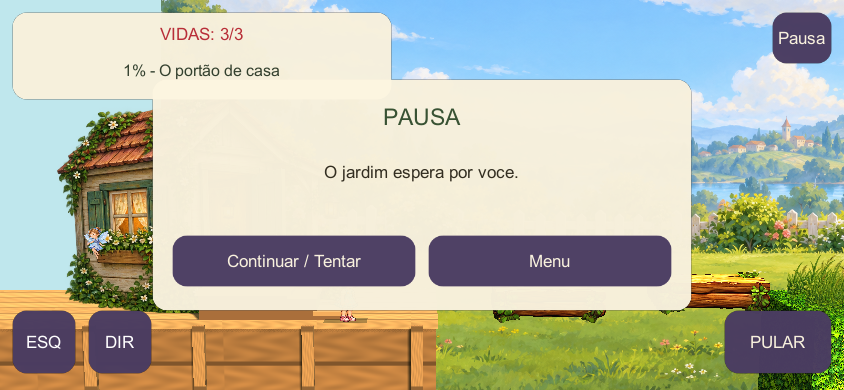 VIDAS: 3/3
Pausa
1% - O portão de casa
PAUSA
O jardim espera por voce.
Continuar / Tentar
Menu
ESQ
DIR
PULAR